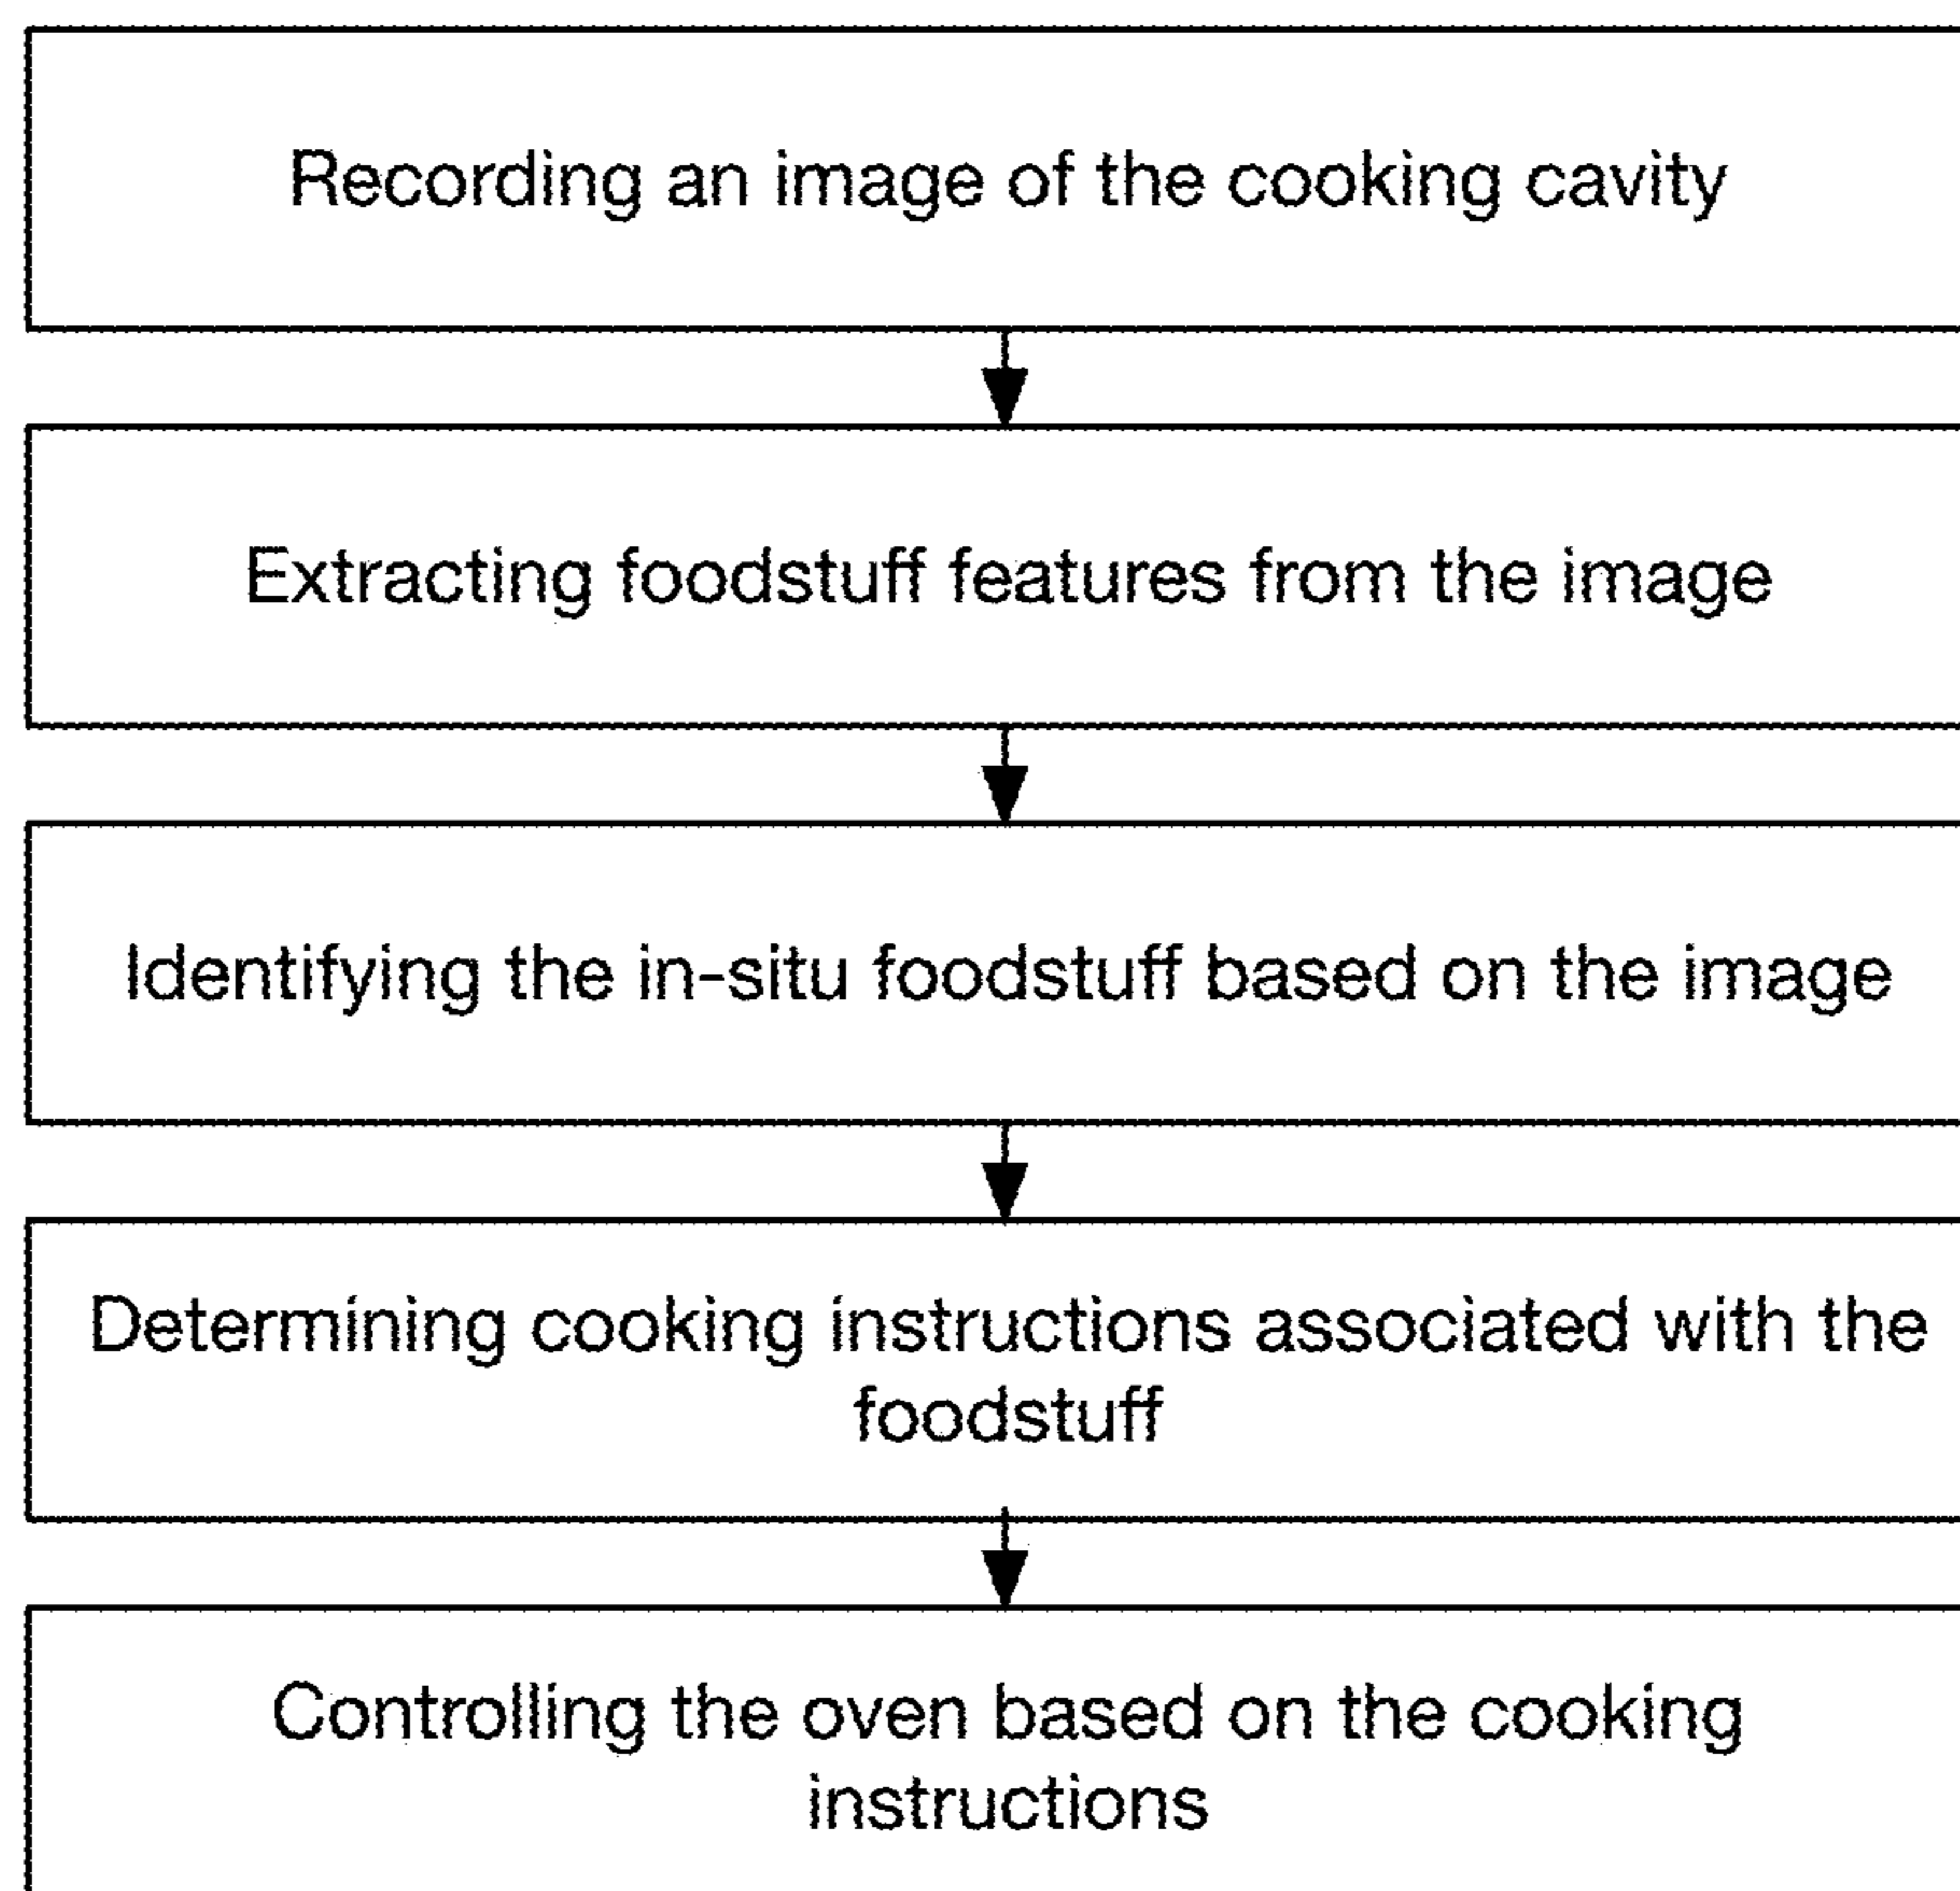 Recording an image of the cooking cavity
Extracting foodstuff features from the image
Identifying the in-situ foodstuff based on the image
Determining cooking instructions associated with the
foodstuff
Controlling the oven based on the cooking
instructions